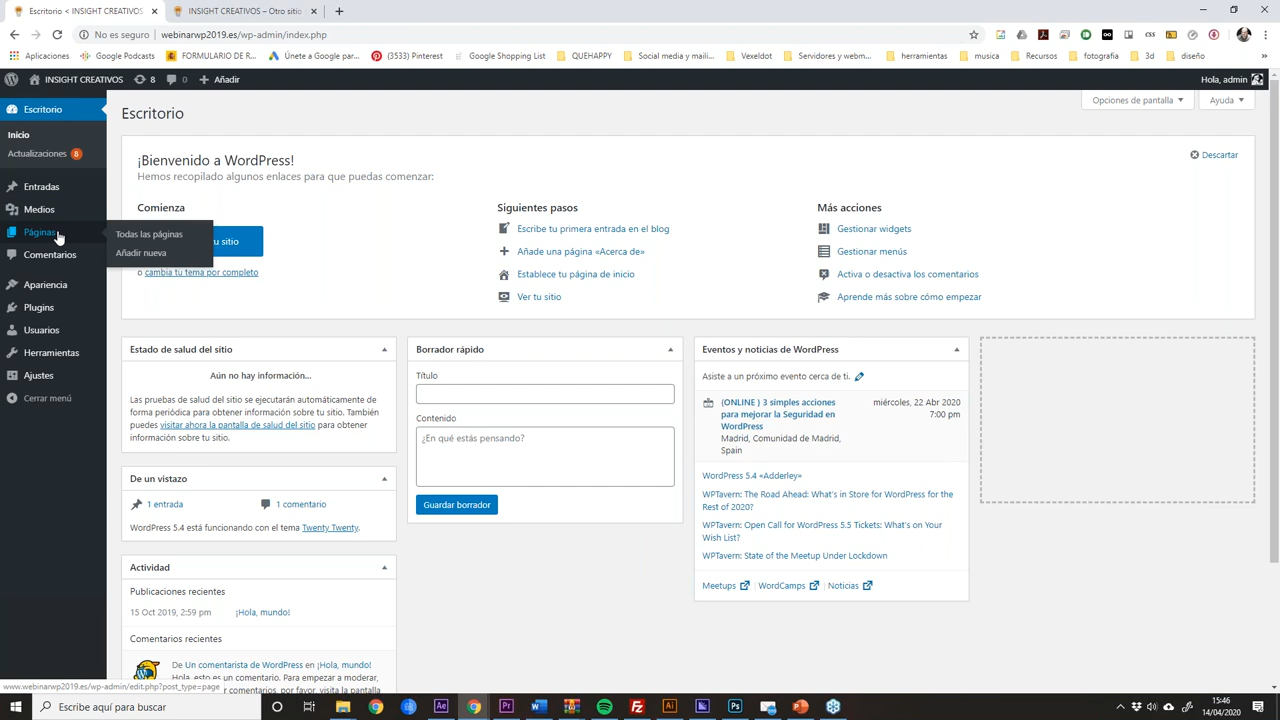 Escritorio < INSIGHT CREATIVOS
INSIGHT CREATIVOS – Otro sitio
No es seguro
webinarwp2019.es/wp-admin/index.php
Aplicaciones
Google Podcasts
FORMULARIO DE R...
Únete a Google par...
(3533) Pinterest
Google Shopping List
QUEHAPPY
Social media y maili...
Vexeldot
Servidores y webm...
herramientas
musica
Recursos
fotografia
3d
diseño
INSIGHT CREATIVOS
8
0
Añadir
Hola, admin
Escritorio
Inicio
Actualizaciones 8
Entradas
Medios
Páginas
Comentarios
Apariencia
Plugins
Usuarios
Herramientas
Ajustes
Cerrar menú
Todas las páginas
Añadir nueva
Escritorio
Opciones de pantalla
Ayuda
¡Bienvenido a WordPress!
Hemos recopilado algunos enlaces para que puedas comenzar:
Descartar
Comienza
u sitio
o cambia tu tema por completo
Siguientes pasos
Escribe tu primera entrada en el blog
Añade una página «Acerca de»
Establece tu página de inicio
Ver tu sitio
Más acciones
Gestionar widgets
Gestionar menús
Activa o desactiva los comentarios
Aprende más sobre cómo empezar
Estado de salud del sitio
Aún no hay información...
Las pruebas de salud del sitio se ejecutarán automáticamente de
forma periódica para obtener información sobre tu sitio. También
puedes visitar ahora la pantalla de salud del sitio para obtener
información sobre tu sitio.
De un vistazo
1 entrada
1 comentario
WordPress 5.4 está funcionando con el tema Twenty Twenty.
Actividad
Publicaciones recientes
15 Oct 2019, 2:59 pm
¡Hola, mundo!
Comentarios recientes
De Un comentarista de WordPress en ¡Hola, mundo!
Hola, esto es un comentario. Para empezar a moderar,
r comentarios, por favor, visita la pantalla
Borrador rápido
Título
Contenido
¿En qué estás pensando?
Guardar borrador
Eventos y noticias de WordPress
Asiste a un próximo evento cerca de ti.
(ONLINE ) 3 simples acciones
para mejorar la Seguridad en
WordPress
Madrid, Comunidad de Madrid,
Spain
miércoles, 22 Abr 2020
7:00 pm
WordPress 5.4 «Adderley»
WPTavern: The Road Ahead: What's in Store for WordPress for the
Rest of 2020?
WPTavern: Open Call for WordPress 5.5 Tickets: What's on Your
Wish List?
WPTavern: State of the Meetup Under Lockdown
Meetups
WordCamps
Noticias
www.webinarwp2019.es/wp-admin/edit.php?post_type=page
Escribe aquí para buscar
15:46
14/04/2020